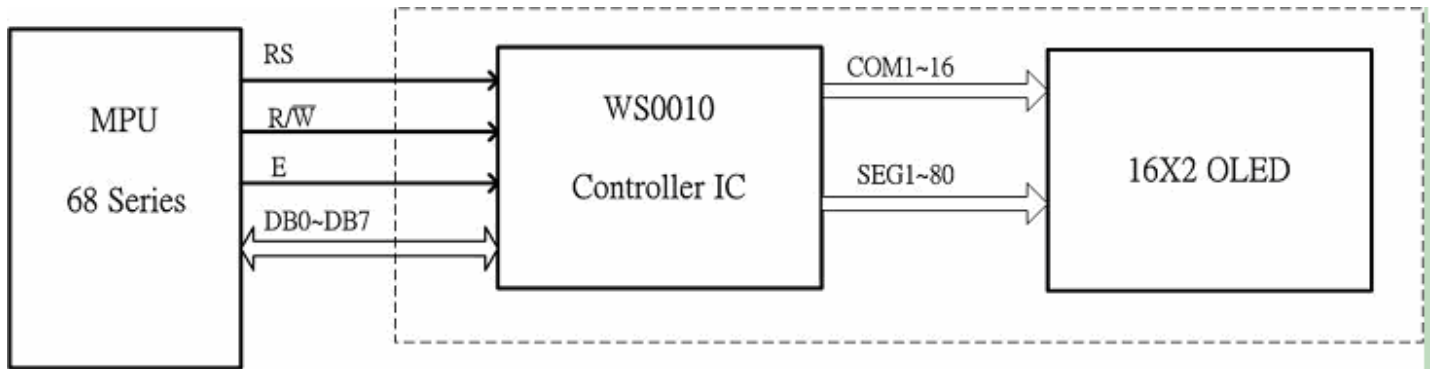 MPU
68 Series
RS
R/W̅
E
DB0~DB7
WS0010
Controller IC
COM1~16
SEG1~80
16X2 OLED